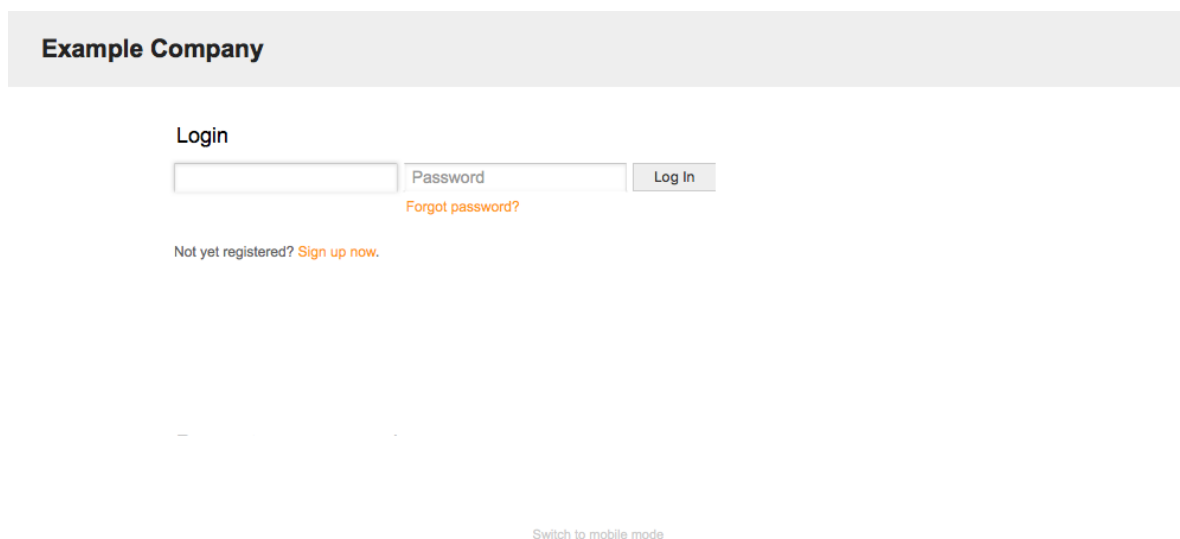 Example Company
Login
Password Log In
Forgot password?
Not yet registered? Sign up now.
Switch to mobile mode